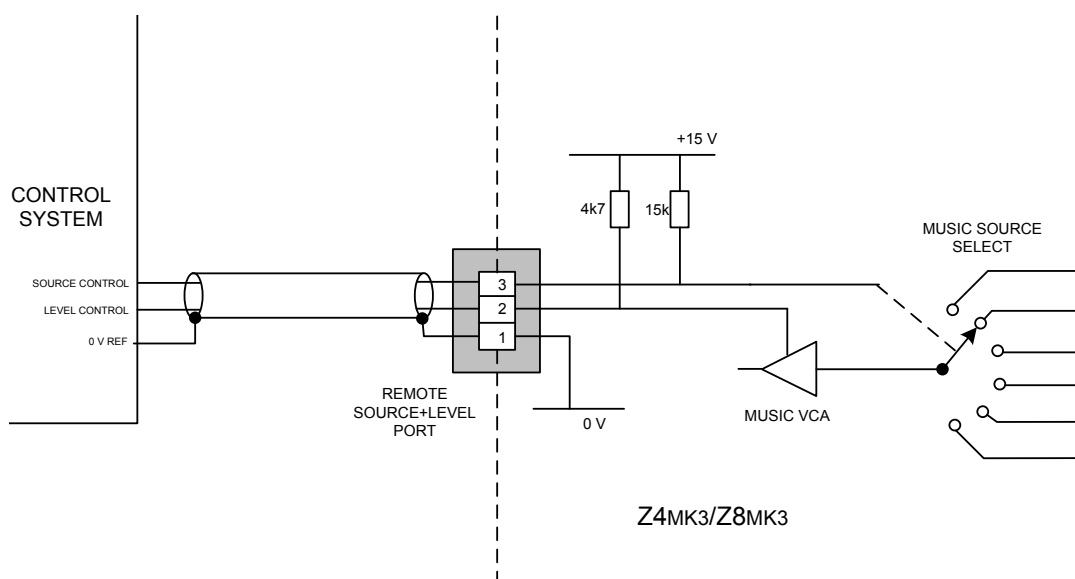 +15 V
CONTROL
SYSTEM
4k7
15k
MUSIC SOURCE
SELECT
SOURCE CONTROL
LEVEL CONTROL
0 V REF
3
2
1
REMOTE
SOURCE+LEVEL
PORT
0 V
MUSIC VCA
Z4MK3/Z8MK3